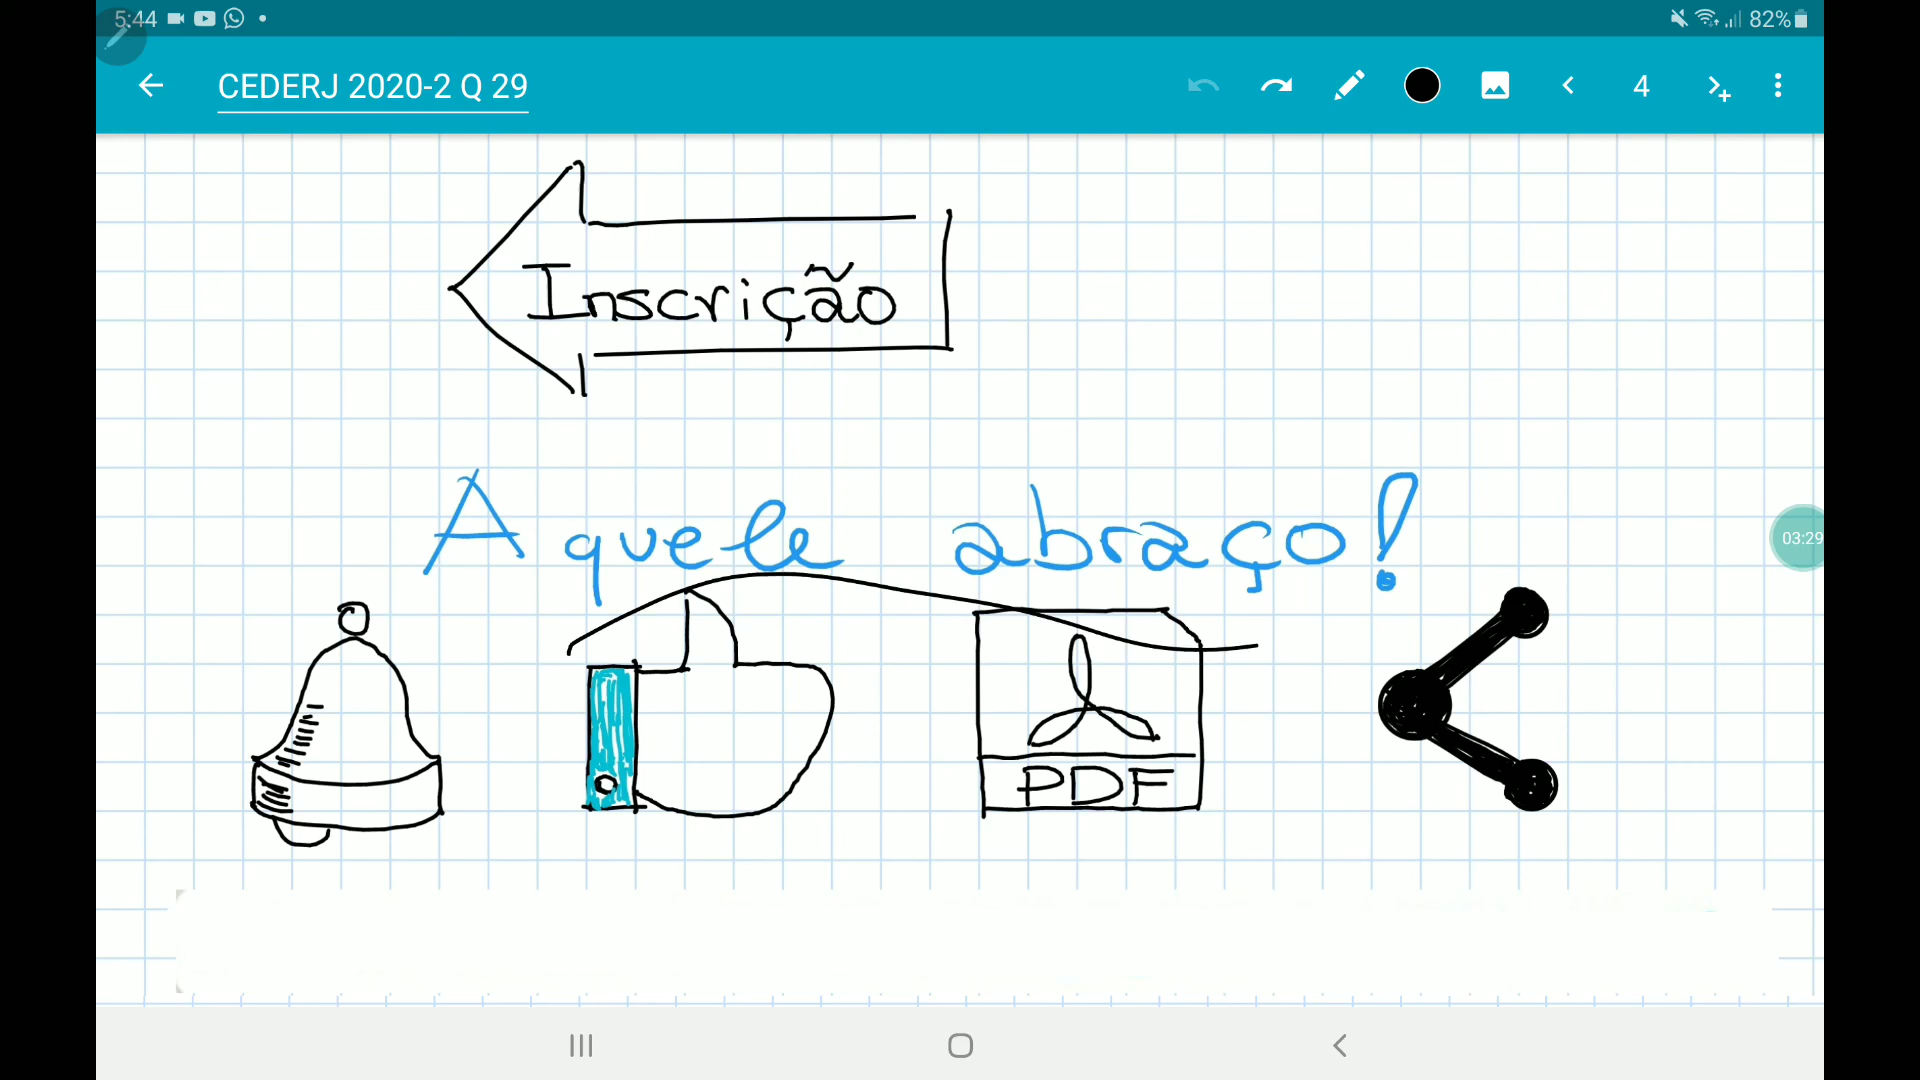 5:44 82%
CEDERJ 2020-2 Q 29 4
Inscrição
Aquele abraço!
03:29
PDF